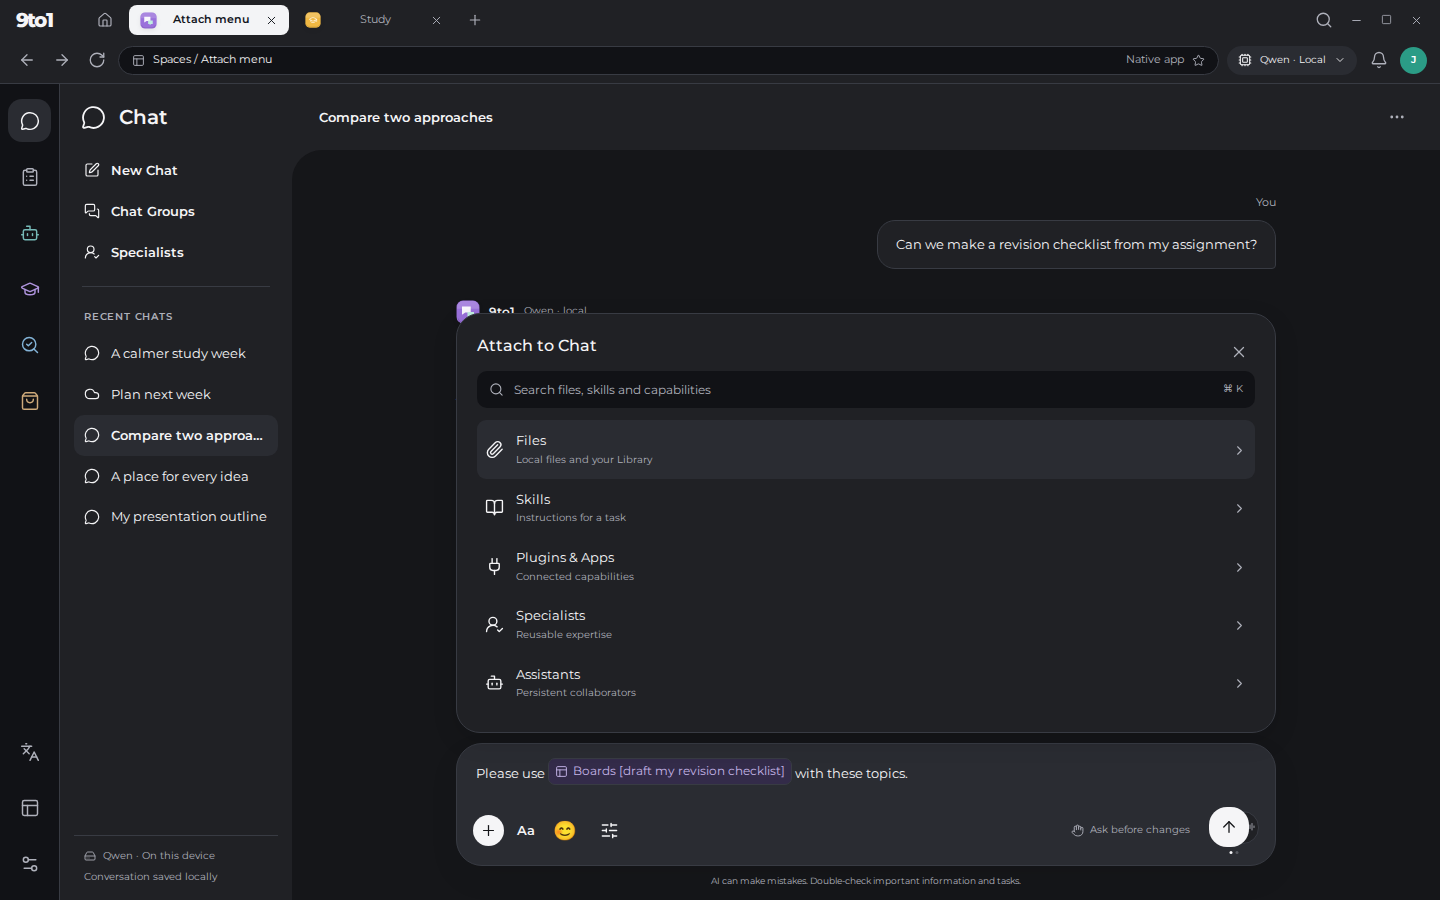 9to1
Attach menu
Study
Spaces / Attach menu
Native app
Qwen · Local
J
Chat
Compare two approaches
New Chat
Chat Groups
Specialists
RECENT CHATS
A calmer study week
Plan next week
Compare two approa...
A place for every idea
My presentation outline
Qwen · On this device
Conversation saved locally
You
Can we make a revision checklist from my assignment?
9to1 Qwen · local
Attach to Chat
Search files, skills and capabilities
⌘ K
Files
Local files and your Library
Skills
Instructions for a task
Plugins & Apps
Connected capabilities
Specialists
Reusable expertise
Assistants
Persistent collaborators
Please use Boards [draft my revision checklist] with these topics.
Aa
Ask before changes
AI can make mistakes. Double-check important information and tasks.